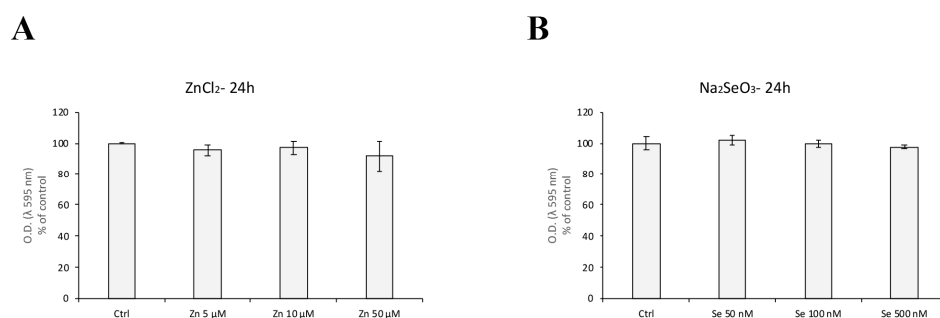 A
B
ZnCl₂- 24h
O.D. (λ 595 nm)
% of control
120
100
80
60
40
20
0
Ctrl
Zn 5 µM
Zn 10 µM
Zn 50 µM
Na₂SeO₃- 24h
O.D. (λ 595 nm)
% of control
120
100
80
60
40
20
0
Ctrl
Se 50 nM
Se 100 nM
Se 500 nM